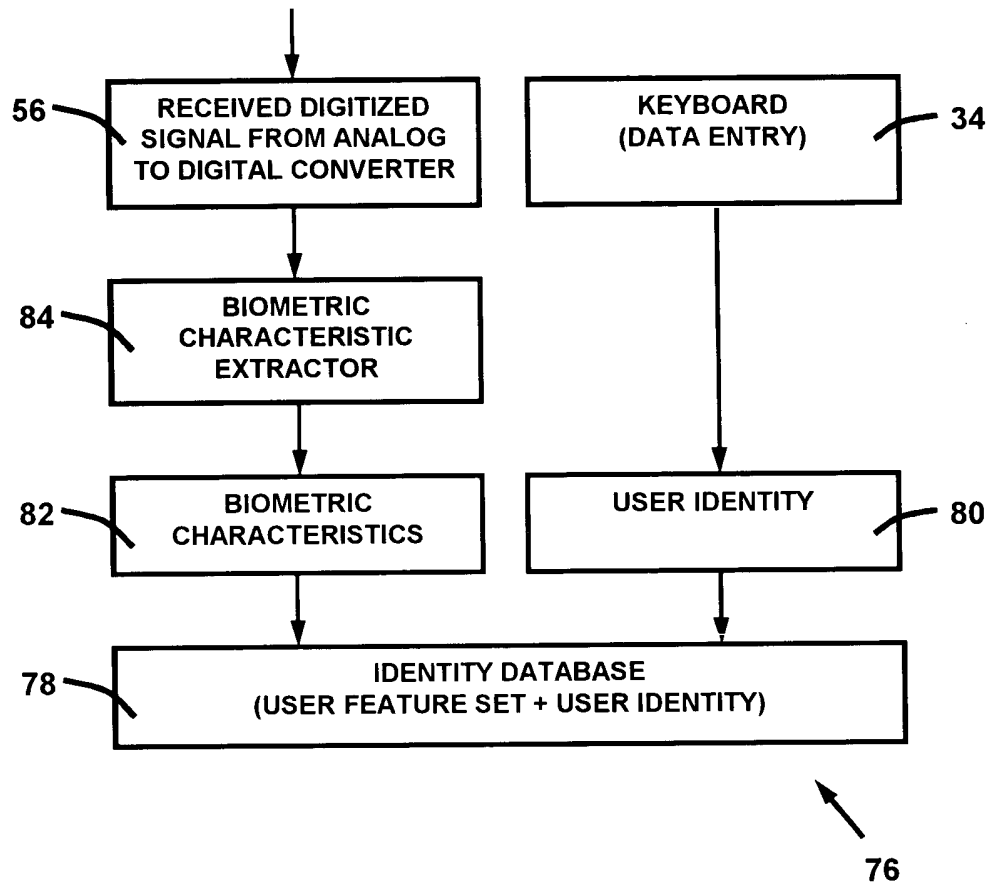 56
RECEIVED DIGITIZED
SIGNAL FROM ANALOG
TO DIGITAL CONVERTER
KEYBOARD
(DATA ENTRY)
34
84
BIOMETRIC
CHARACTERISTIC
EXTRACTOR
82
BIOMETRIC
CHARACTERISTICS
USER IDENTITY
80
78
IDENTITY DATABASE
(USER FEATURE SET + USER IDENTITY)
76